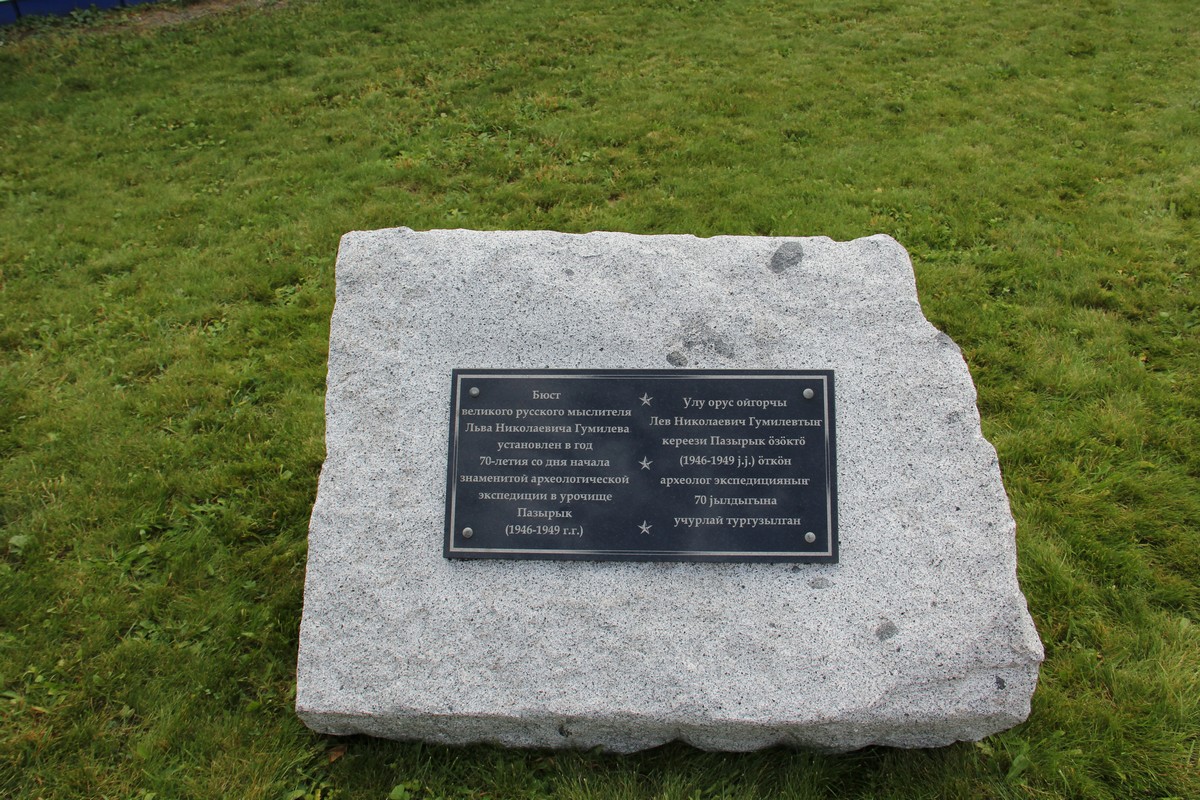 Бюст
великого русского мыслителя
Льва Николаевича Гумилева
установлен в год
70-летия со дня начала
знаменитой археологической
экспедиции в урочище
Пазырык
(1946-1949 г.г.)
Улу орус ойгорчы
Лев Николаевич Гумилевтыҥ
кереези Пазырык ӧзӧктӧ
(1946-1949 ј.ј.) ӧткӧн
археолог экспедицияныҥ
70 јылдыгына
учурлай тургузылган